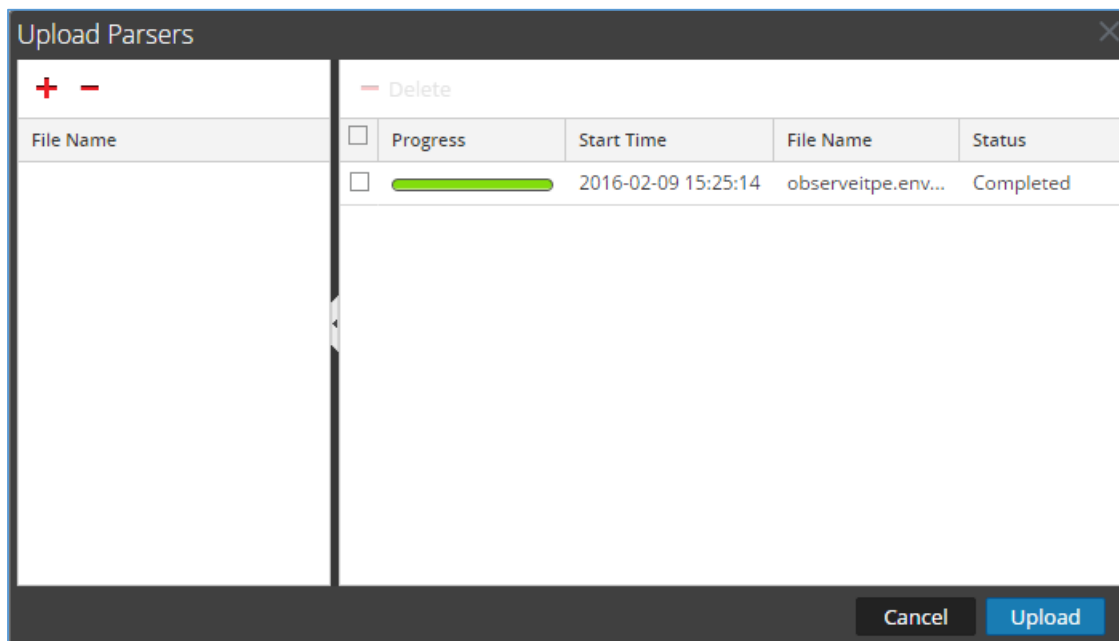 Upload Parsers
Delete
File Name
Progress Start Time File Name Status
2016-02-09 15:25:14 observeitpe.env... Completed
Cancel Upload